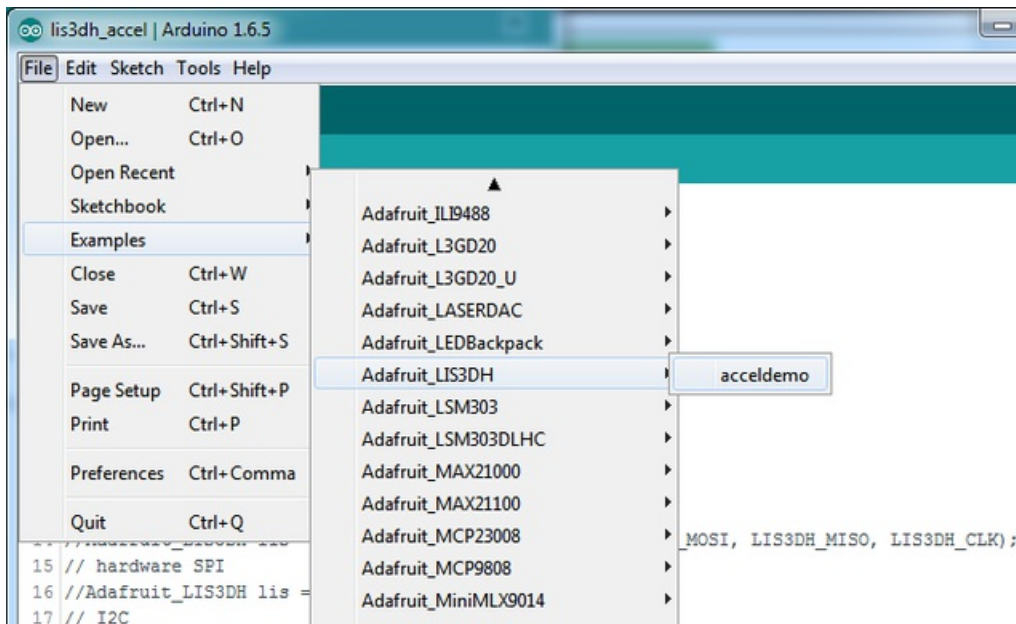 lis3dh_accel | Arduino 1.6.5
File Edit Sketch Tools Help
New Ctrl+N
Open... Ctrl+O
Open Recent
Sketchbook
Examples
Close Ctrl+W
Save Ctrl+S
Save As... Ctrl+Shift+S
Page Setup Ctrl+Shift+P
Print Ctrl+P
Preferences Ctrl+Comma
Quit Ctrl+Q
Adafruit_ILI9488
Adafruit_L3GD20
Adafruit_L3GD20_U
Adafruit_LASERDAC
Adafruit_LEDBackpack
Adafruit_LIS3DH
Adafruit_LSM303
Adafruit_LSM303DLHC
Adafruit_MAX21000
Adafruit_MAX21100
Adafruit_MCP23008
Adafruit_MCP9808
Adafruit_MiniMLX9014
acceldemo
_MOSI, LIS3DH_MISO, LIS3DH_CLK);
15 // hardware SPI
16 //Adafruit_LIS3DH lis =
17 // I2C